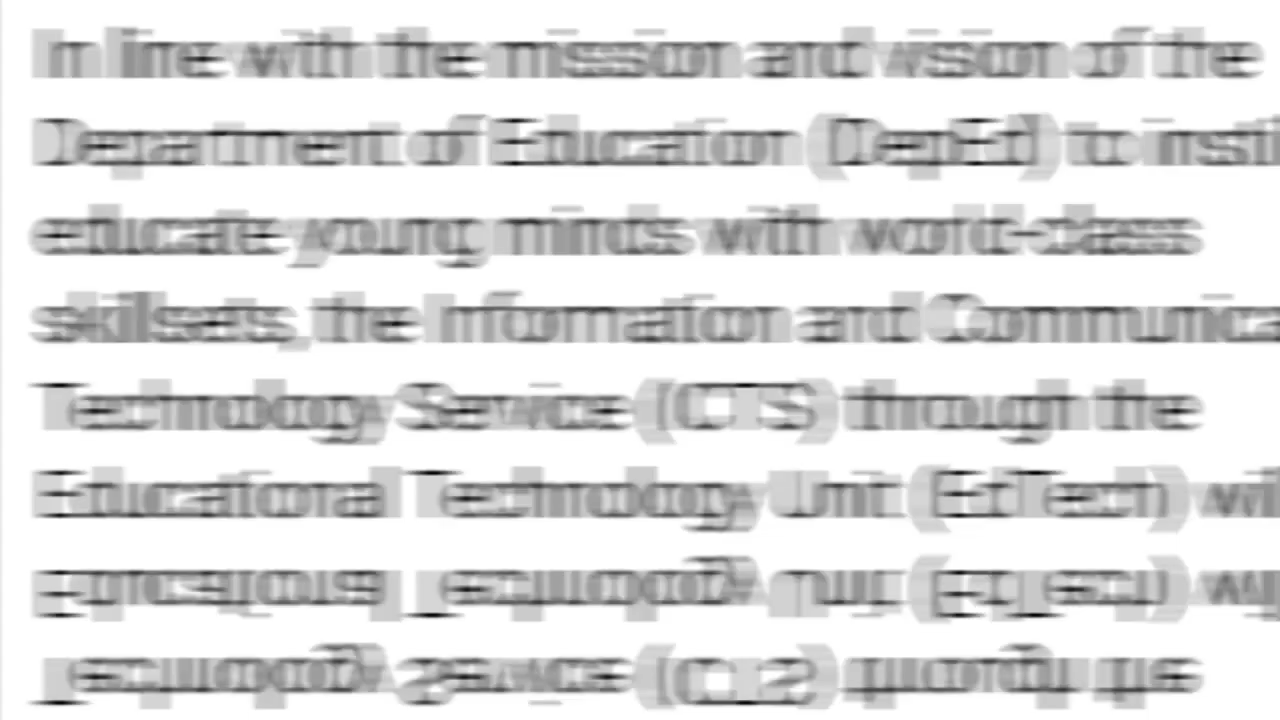 In line with the mission and vision of the
Department of Education (DepEd) to
educate young minds with world-class
skillsets, the Information and
Technology Service (ICTS) through the
Educational Technology Unit (EdTech)